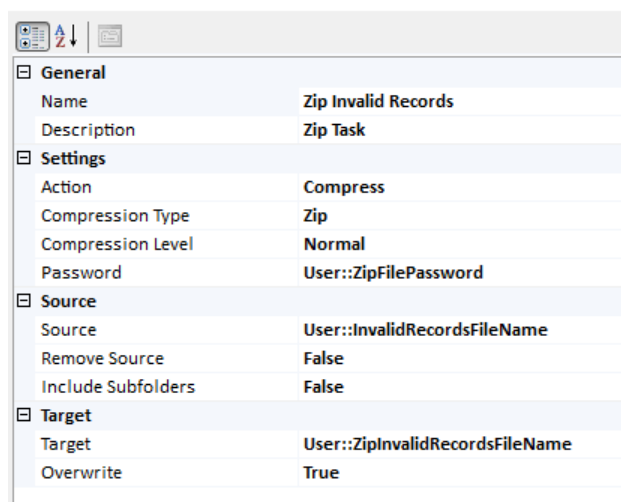 General
Name Zip Invalid Records
Description Zip Task
Settings
Action Compress
Compression Type Zip
Compression Level Normal
Password User::ZipFilePassword
Source
Source User::InvalidRecordsFileName
Remove Source False
Include Subfolders False
Target
Target User::ZipInvalidRecordsFileName
Overwrite True